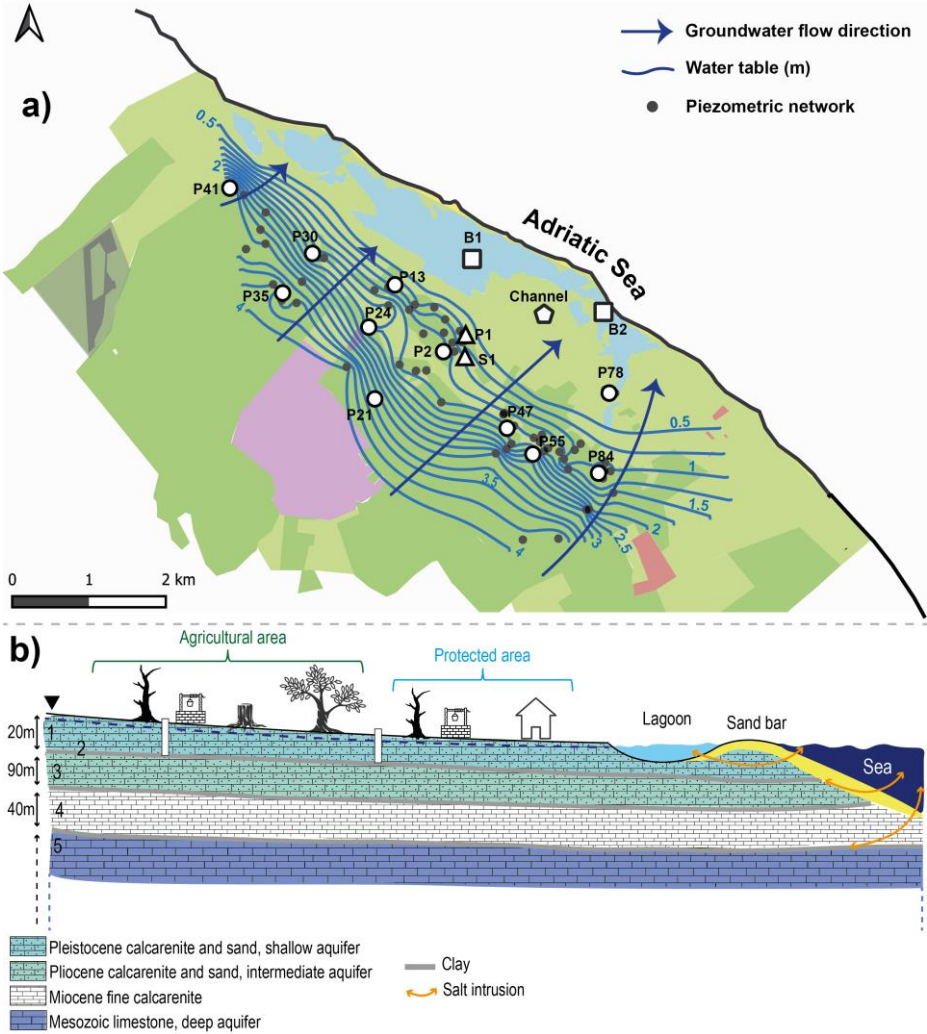 Groundwater flow direction
Water table (m)
Piezometric network
a)
0.5
2
P41
Adriatic Sea
P30
B1
P13
P35
Channel
4
P24
B2
P1
P2
S1
P78
P21
P47
0.5
P55
P84
1
3.5
1.5
2
2.5
3
4
0 1 2 km
b)
Agricultural area
Protected area
Lagoon
Sand bar
20m
1
2
Sea
90m
3
40m
4
5
Pleistocene calcarenite and sand, shallow aquifer
Pliocene calcarenite and sand, intermediate aquifer
Clay
Miocene fine calcarenite
Salt intrusion
Mesozoic limestone, deep aquifer